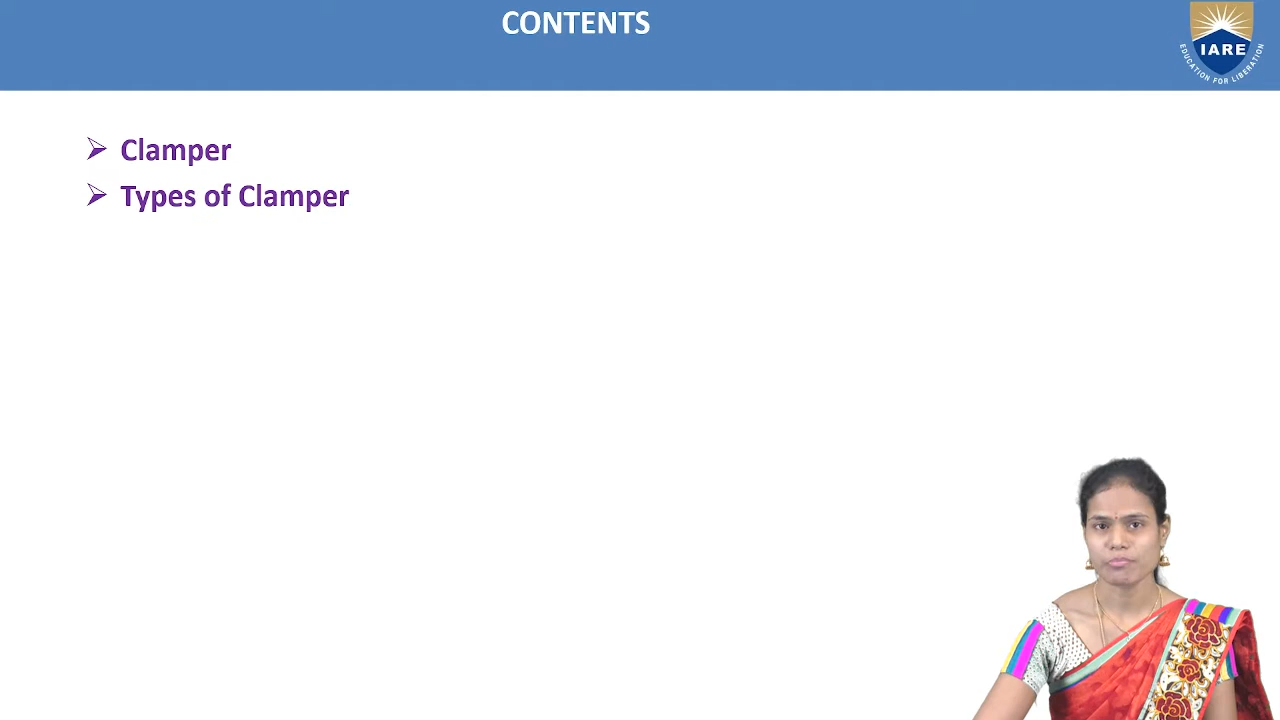 CONTENTS
IARE
EDUCATION FOR LIBERATION
Clamper
Types of Clamper